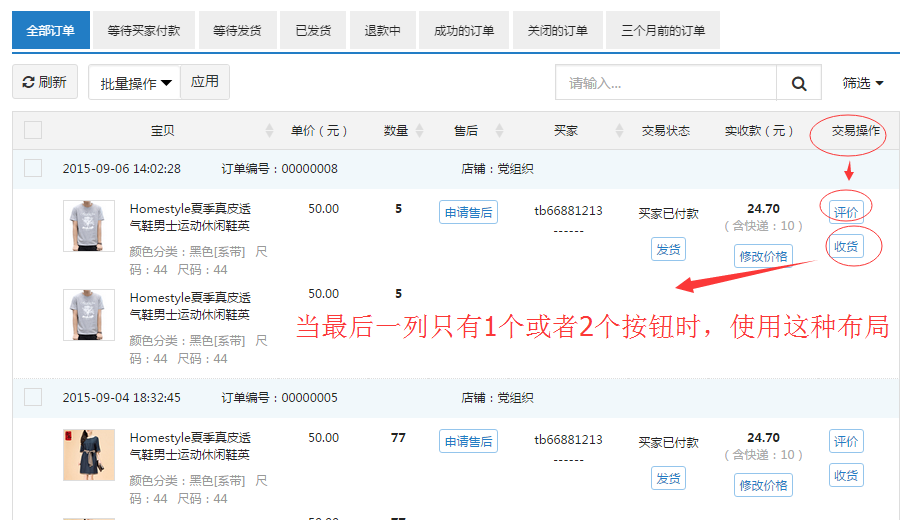 全部订单 等待买家付款 等待发货 已发货 退款中 成功的订单 关闭的订单 三个月前的订单
刷新 批量操作 应用 请输入... 筛选
宝贝 单价（元） 数量 售后 买家 交易状态 实收款（元） 交易操作
2015-09-06 14:02:28 订单编号：00000008 店铺：党组织
Homestyle夏季真皮透 50.00 5 申请售后 tb66881213 买家已付款 24.70 评价
气鞋男士运动休闲鞋英 ------ （含快递：10）
颜色分类：黑色[系带] 尺 发货 修改价格 收货
码：44 尺码：44
Homestyle夏季真皮透 50.00 5
气鞋男士运动休闲鞋英
当最后一列只有1个或者2个按钮时，使用这种布局
颜色分类：黑色[系带] 尺
码：44 尺码：44
2015-09-04 18:32:45 订单编号：00000005 店铺：党组织
Homestyle夏季真皮透 50.00 77 申请售后 tb66881213 买家已付款 24.70 评价
气鞋男士运动休闲鞋英 ------ （含快递：10）
颜色分类：黑色[系带] 尺 发货 修改价格 收货
码：44 尺码：44